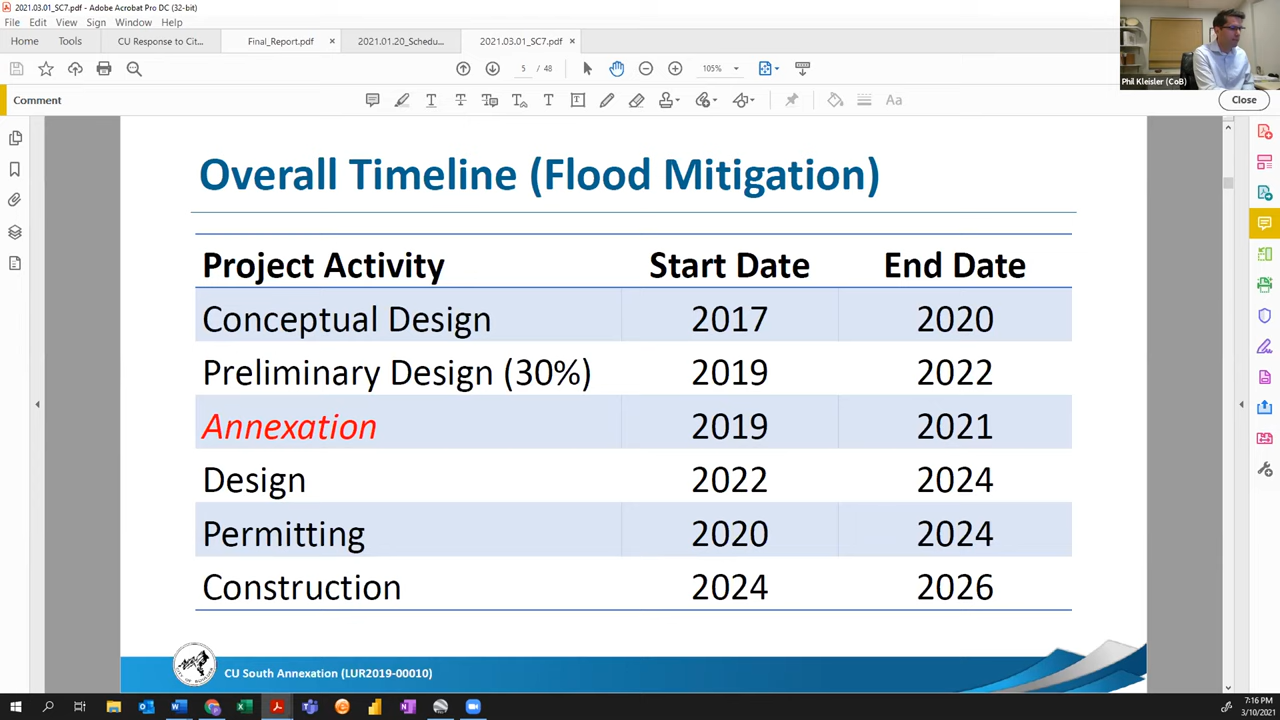 2021.03.01_SC7.pdf - Adobe Acrobat Pro DC (32-bit)
File Edit View Sign Window Help
Home Tools CU Response to Cit... Final_Report.pdf × 2021.01.20_Schedu... 2021.03.01_SC7.pdf ×
5 / 48 105%
Comment Aa Close
Phil Kleisler (CoB)
Overall Timeline (Flood Mitigation)
Project Activity Start Date End Date
Conceptual Design 2017 2020
Preliminary Design (30%) 2019 2022
Annexation 2019 2021
Design 2022 2024
Permitting 2020 2024
Construction 2024 2026
CU South Annexation (LUR2019-00010)
7:16 PM
3/10/2021